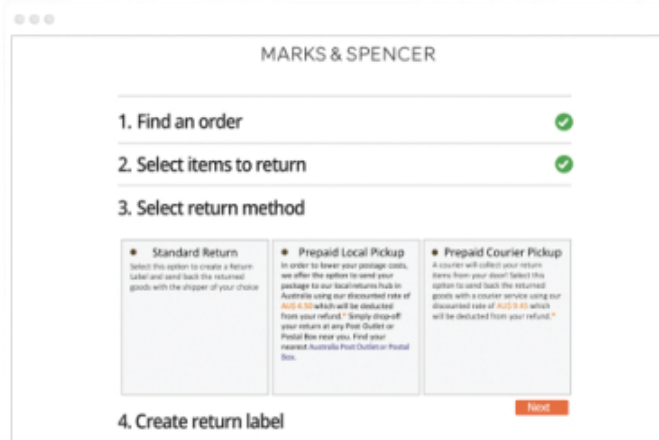 MARKS & SPENCER
1. Find an order
2. Select items to return
3. Select return method
Standard Return
Select this option to create a Return
Label and send back the returned
goods with the shipper of your choice
Prepaid Local Pickup
In order to lower your postage costs,
we offer the option to send your
package to our local returns hub in
Australia using our discounted rate of
AU$ 4.50 which will be deducted
from your refund.* Simply drop-off
your return at any Post Outlet or
Postal Box near you. Find your
nearest Australia Post Outlet or Postal
Box.
Prepaid Courier Pickup
A courier will collect your return
items from your door! Select this
option to send back the returned
goods with a courier service using our
discounted rate of AU$ 9.45 which
will be deducted from your refund.*
Next
4. Create return label